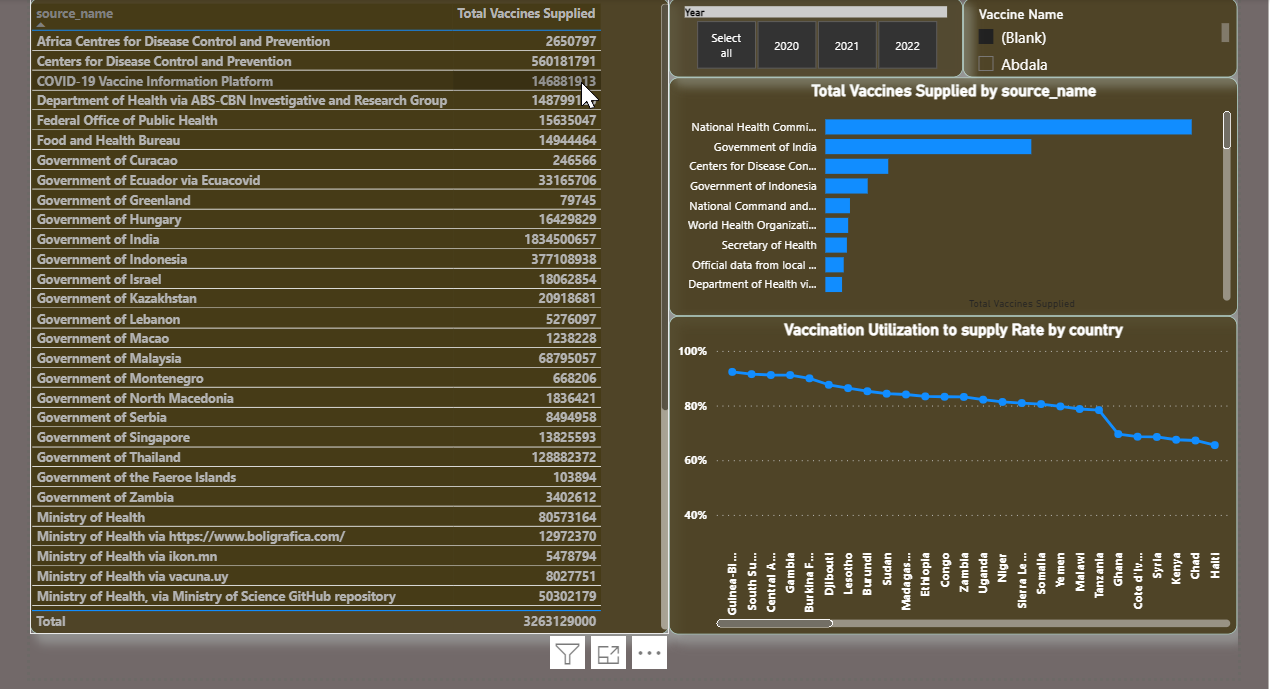 source_name Total Vaccines Supplied
Africa Centres for Disease Control and Prevention 2650797
Centers for Disease Control and Prevention 560181791
COVID-19 Vaccine Information Platform 146881913
Department of Health via ABS-CBN Investigative and Research Group
Federal Office of Public Health 15635047
Food and Health Bureau 14944464
Government of Curacao 246566
Government of Ecuador via Ecuacovid 33165706
Government of Greenland 79745
Government of Hungary 16429829
Government of India 1834500657
Government of Indonesia 377108938
Government of Israel 18062854
Government of Kazakhstan 20918681
Government of Lebanon 5276097
Government of Macao 1238228
Government of Malaysia 68795057
Government of Montenegro 668206
Government of North Macedonia 1836421
Government of Serbia 8494958
Government of Singapore 13825593
Government of Thailand 128882372
Government of the Faeroe Islands 103894
Government of Zambia 3402612
Ministry of Health 80573164
Ministry of Health via https://www.boligrafica.com/ 12972370
Ministry of Health via ikon.mn 5478794
Ministry of Health via vacuna.uy 8027751
Ministry of Health, via Ministry of Science GitHub repository 50302179
Total 3263129000
Year
Select all 2020 2021 2022
Vaccine Name
(Blank)
Abdala
Total Vaccines Supplied by source_name
National Health Commi...
Government of India
Centers for Disease Con...
Government of Indonesia
National Command and...
World Health Organizati...
Secretary of Health
Official data from local ...
Department of Health vi...
Total Vaccines Supplied
Vaccination Utilization to supply Rate by country
100%
80%
60%
40%
Guinea-Bi...
South Su...
Central A...
Gambia
Burkina F...
Djibouti
Lesotho
Burundi
Sudan
Madagas...
Ethiopia
Congo
Zambia
Uganda
Niger
Sierra Le...
Somalia
Yemen
Malawi
Tanzania
Ghana
Cote d'Iv...
Syria
Kenya
Chad
Haiti